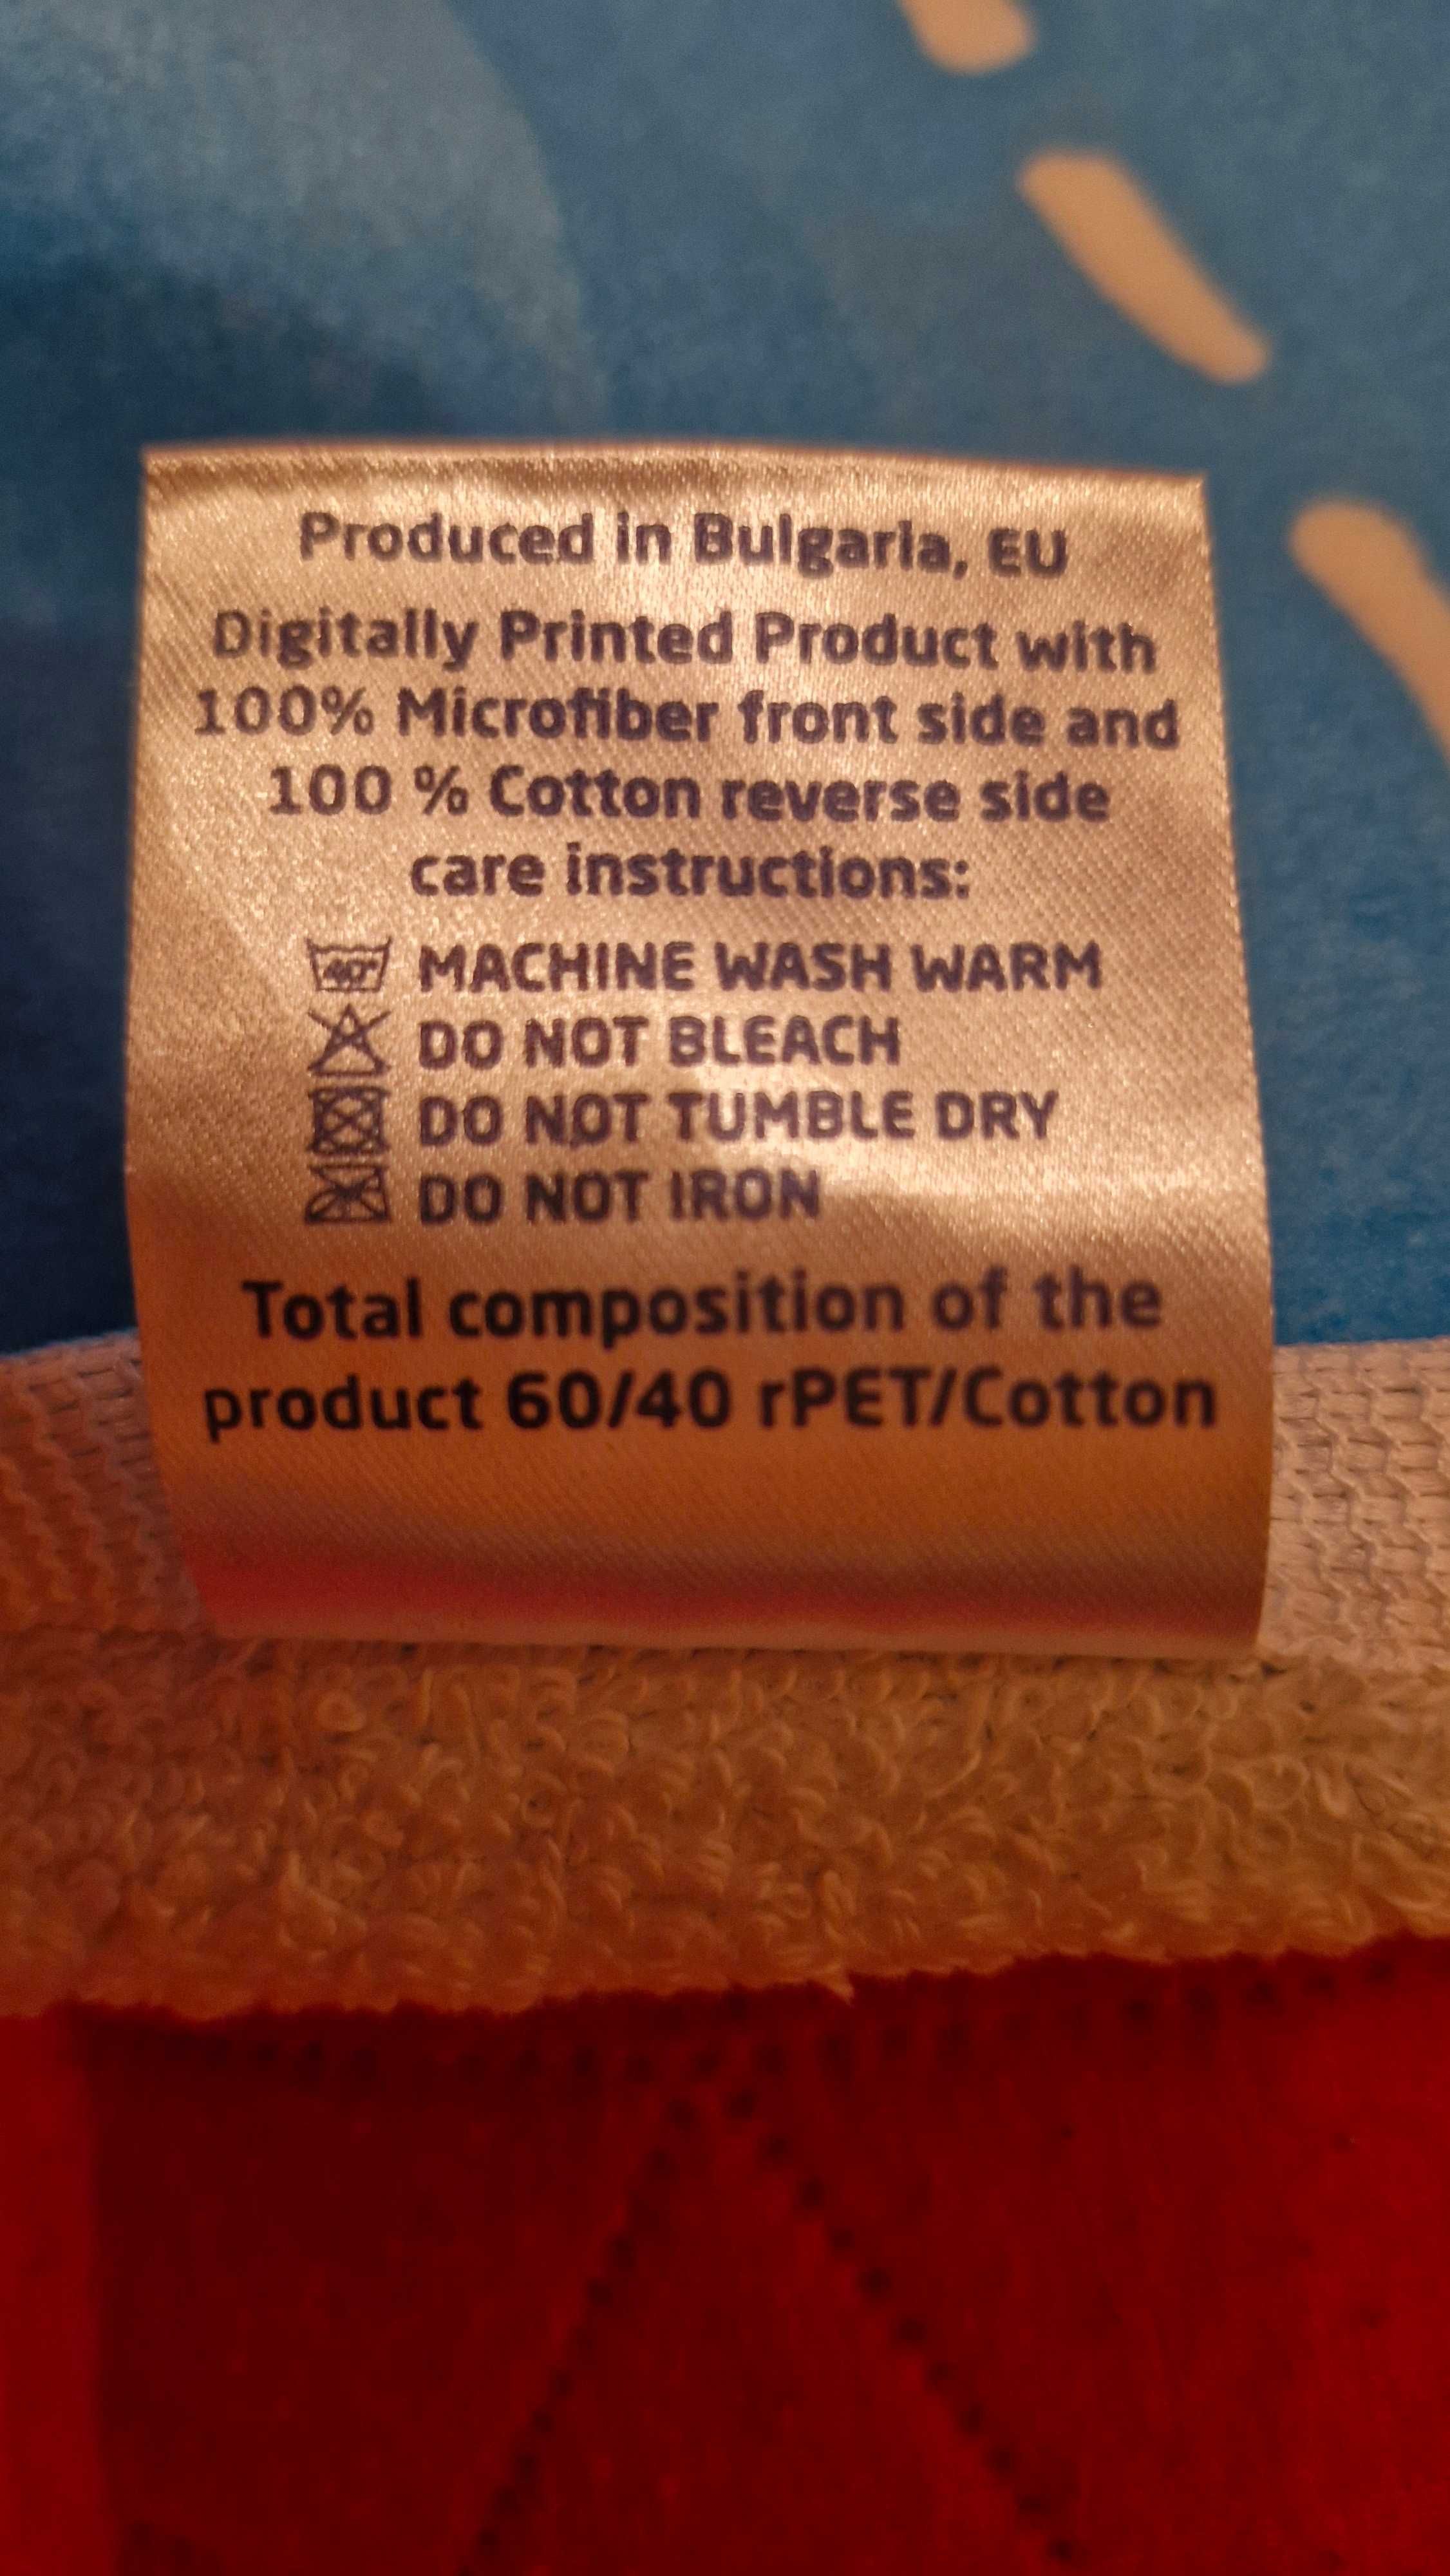 Produced in Bulgaria, EU
Digitally Printed Product with
100% Microfiber front side and
100 % Cotton reverse side
care instructions:
40° MACHINE WASH WARM
DO NOT BLEACH
DO NOT TUMBLE DRY
DO NOT IRON
Total composition of the
product 60/40 rPET/Cotton